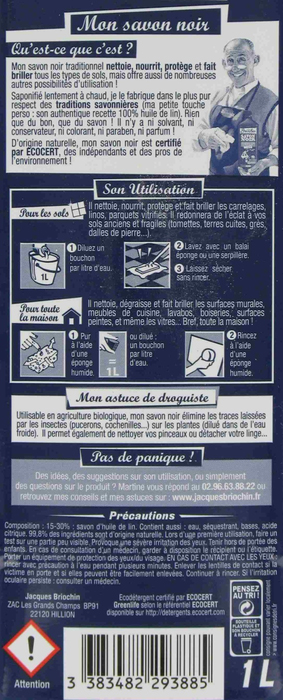 Mon savon noir
Qu'est-ce que c'est ?
Mon savon noir traditionnel nettoie, nourrit, protège et fait
briller tous les types de sols, mais offre aussi de nombreuses
autres possibilités d'utilisation !
Saponifié lentement à chaud, je le fabrique dans le plus pur
respect des traditions savonnières (ma petite touche
perso : son authentique recette 100% huile de lin). Rien
que du bon, que du savon ! Il n'y a ni solvant, ni
conservateur, ni colorant, ni paraben, ni parfum !
D'origine naturelle, mon savon noir est certifié
par ECOCERT, des indépendants et des pros de
l'environnement !
Son Utilisation
Pour les sols
Il nettoie, nourrit, protège et fait briller les carrelages,
linos, parquets vitrifiés. Il redonnera de l'éclat à vos
sols anciens et fragiles (tomettes, terres cuites, grès,
dalles de pierre...).
1L
1 Diluez un
bouchon
par litre d'eau.
2 Lavez avec un balai
éponge ou une serpillère.
3 Laissez sécher
sans rincer.
Pour toute
la maison
Il nettoie, dégraisse et fait briller les surfaces murales,
meubles de cuisine, lavabos, boiseries, surfaces
peintes, et même les vitres... Bref, toute la maison !
1 Pur
à l'aide
d'une
éponge
humide.
= 1L
ou dilué :
un bouchon
par litre
d'eau.
2 Rincez
à l'aide
d'une
éponge
humide.
Mon astuce de droguiste
Utilisable en agriculture biologique, mon savon noir élimine les traces laissées
par les insectes (pucerons, cochenilles...) sur les plantes (dilué dans de l'eau
froide). Il permet également de nettoyer vos pinceaux ou détacher votre linge...
Pas de panique !
Des idées, des suggestions sur son utilisation, ou simplement
des questions sur le produit ? Martine vous répond au 02.96.63.88.22 ou
retrouvez mes conseils et mes astuces sur : www.jacquesbriochin.fr
Précautions
Composition : 15-30% : savon d'huile de lin. Contient aussi : eau, séquestrant, bases, acide
citrique. 99,8% des ingrédients sont d'origine naturelle. Lors d'une première utilisation, faire un
test sur une petite partie peu visible. Provoque une sévère irritation des yeux. Tenir hors de portée des
enfants. En cas de consultation d'un médecin, garder à disposition le récipient ou l'étiquette.
Porter un équipement de protection des yeux/du visage. EN CAS DE CONTACT AVEC LES YEUX :
rincer avec précaution à l'eau pendant plusieurs minutes. Enlever les lentilles de contact si la
victime en porte et si elles peuvent être facilement enlevées. Continuer à rincer. Si l'irritation
oculaire persiste : consulter un médecin.
Jacques Briochin
ZAC Les Grands Champs BP91
22120 HILLION
Ecodétergent certifié par ECOCERT
Greenlife selon le référentiel ECOCERT
disponible sur http://detergents.ecocert.com
PENSEZ
AU TRI !
BOUTEILLE
PLASTIQUE ET
SON BOUCHON
À RECYCLER
Attention
3 383482 293885
1L